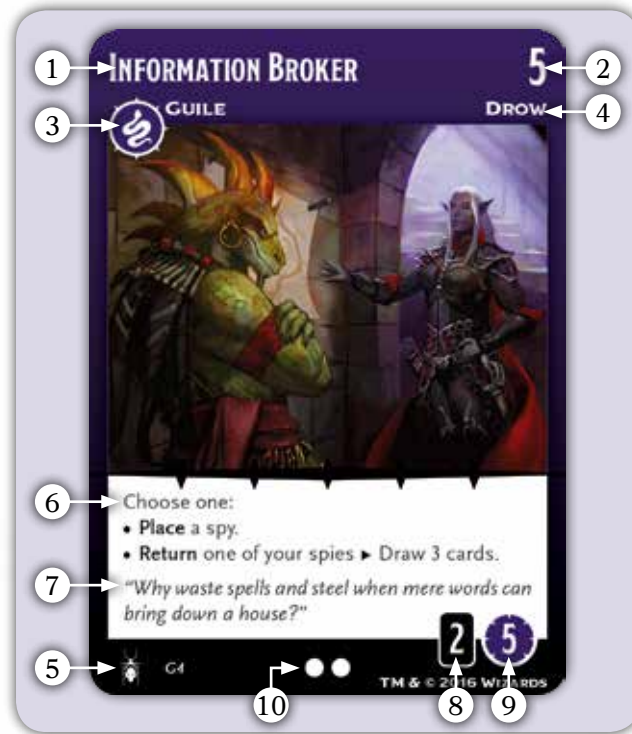 1 INFORMATION BROKER 5 2
3 GUILE DROW 4
6 Choose one:
• Place a spy.
• Return one of your spies ▶ Draw 3 cards.
7 "Why waste spells and steel when mere words can
bring down a house?"
5 G4 10 2 8 5 9
TM & © 2016 WIZARDS